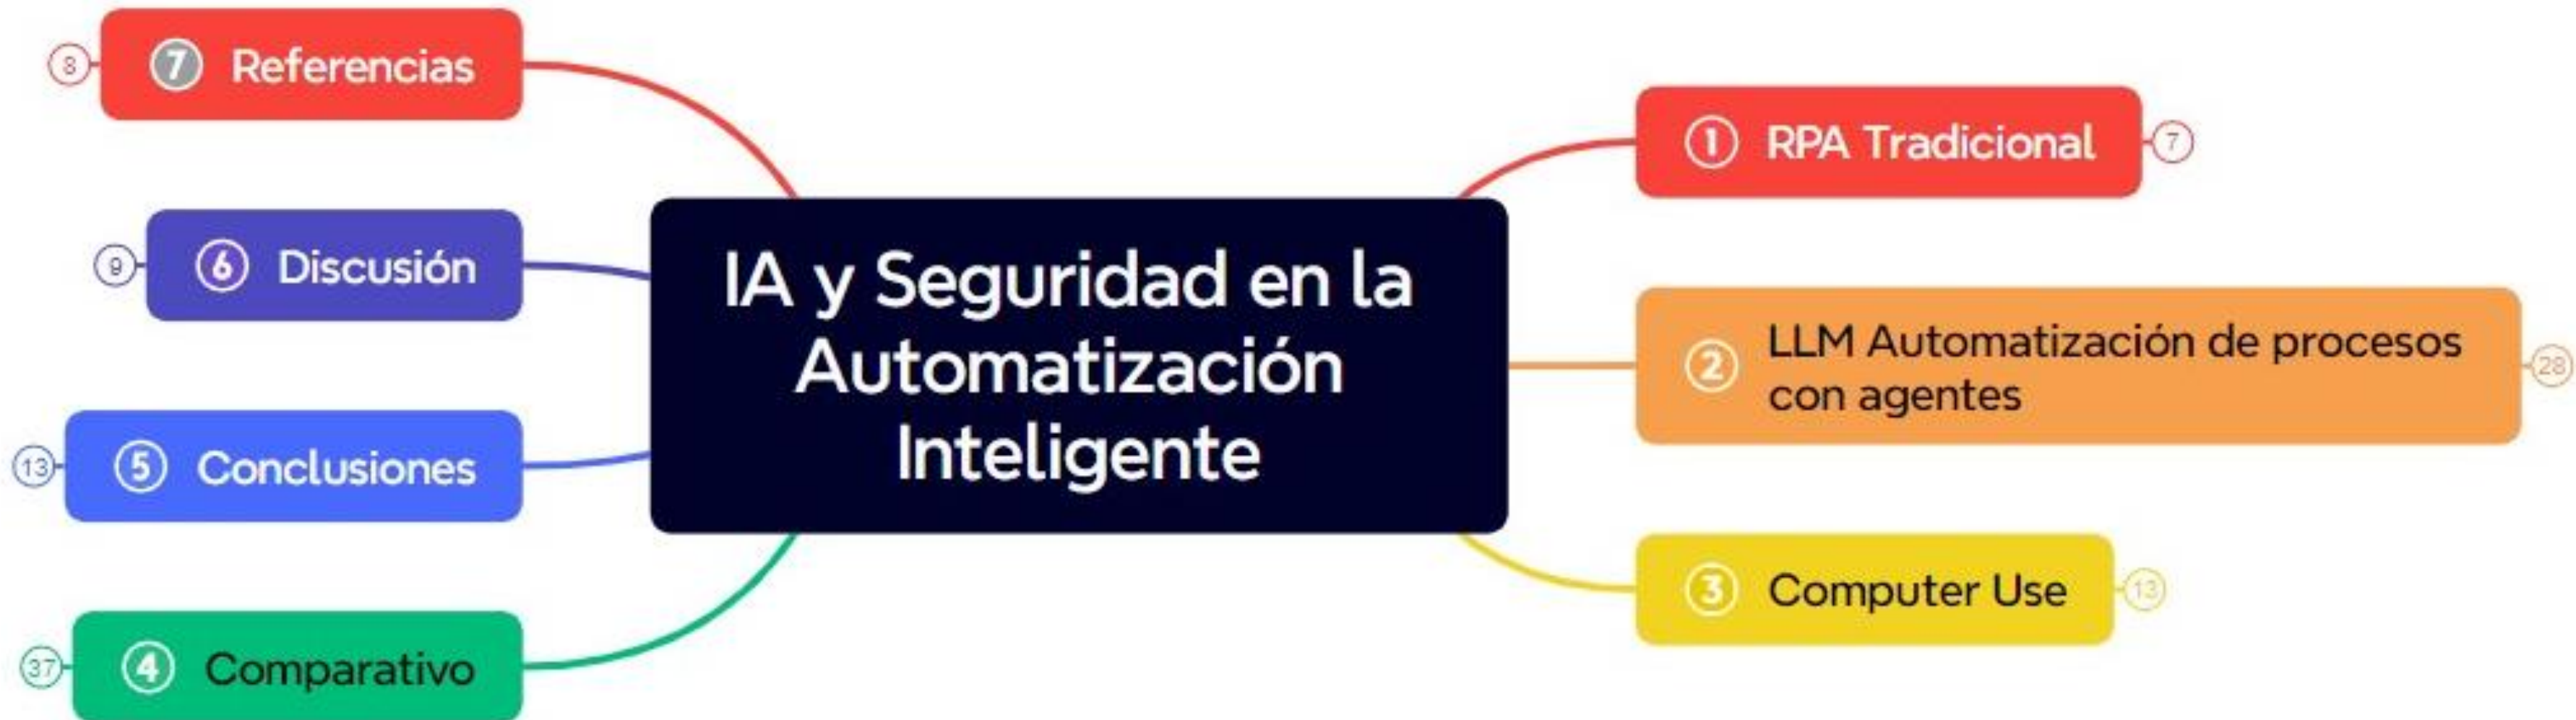 IA y Seguridad en la
Automatización
Inteligente
1 RPA Tradicional 7
2 LLM Automatización de procesos
con agentes 28
3 Computer Use 13
4 Comparativo 37
5 Conclusiones 13
6 Discusión 9
7 Referencias 8